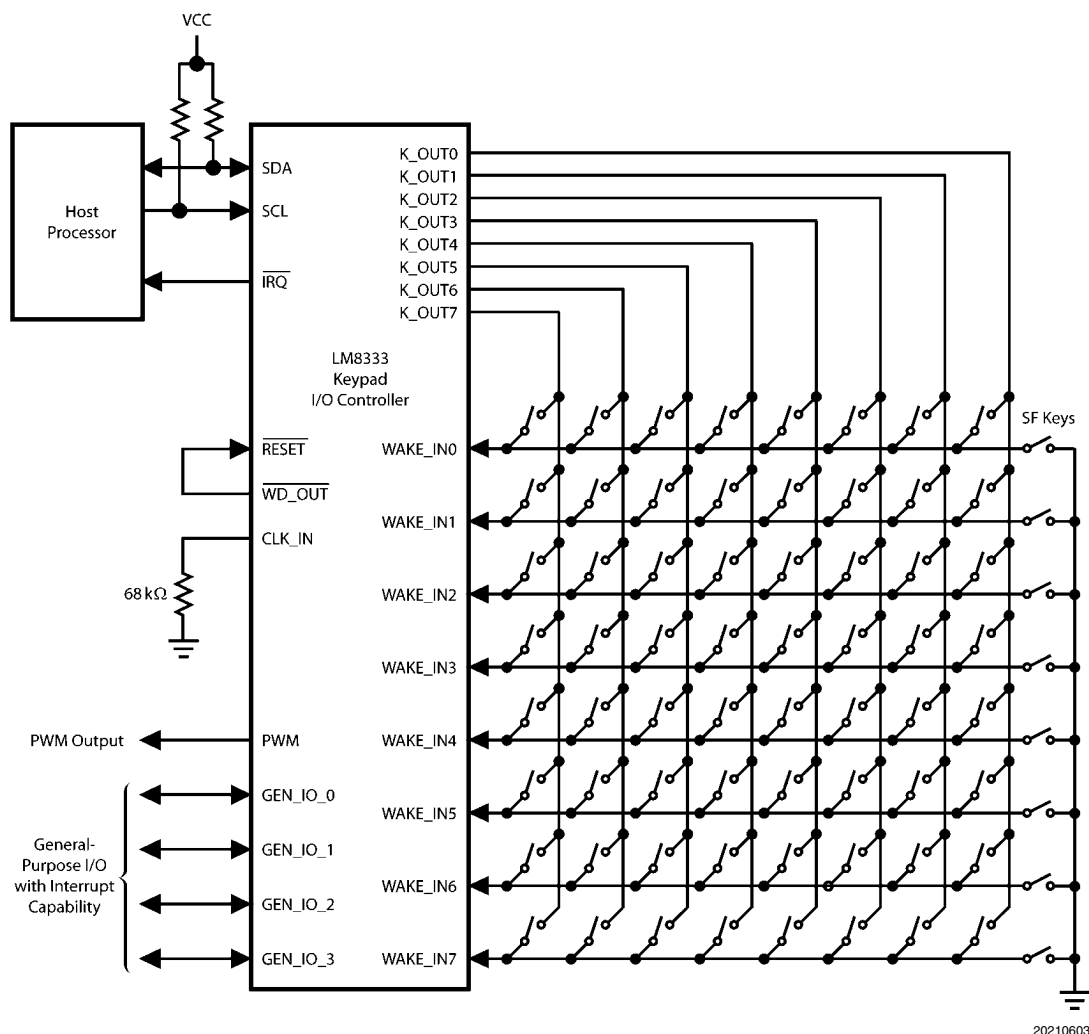 VCC
Host
Processor
SDA
SCL
IRQ
K_OUT0
K_OUT1
K_OUT2
K_OUT3
K_OUT4
K_OUT5
K_OUT6
K_OUT7
LM8333
Keypad
I/O Controller
SF Keys
RESET
WD_OUT
CLK_IN
68 kΩ
WAKE_IN0
WAKE_IN1
WAKE_IN2
WAKE_IN3
WAKE_IN4
WAKE_IN5
WAKE_IN6
WAKE_IN7
PWM Output
PWM
General-
Purpose I/O
with Interrupt
Capability
GEN_IO_0
GEN_IO_1
GEN_IO_2
GEN_IO_3
20210603